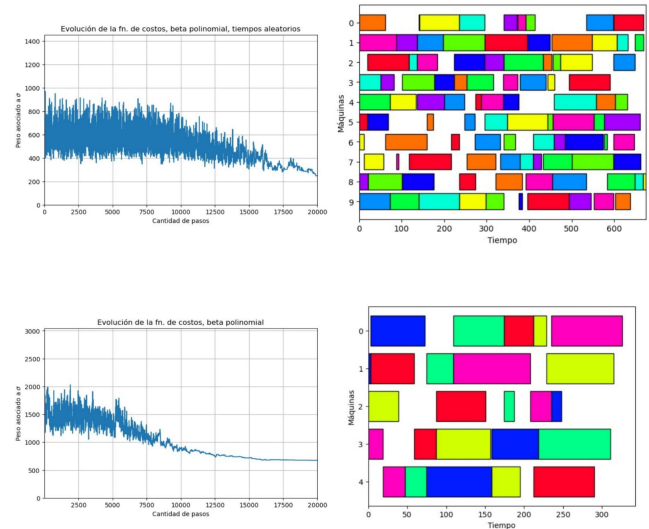 Evolución de la fn. de costos, beta polinomial, tiempos aleatorios
Peso asociado a σ
1400
1200
1000
800
600
400
200
0
2500 5000 7500 10000 12500 15000 17500 20000
Cantidad de pasos
Máquinas
0
1
2
3
4
5
6
7
8
9
0 100 200 300 400 500 600
Tiempo
Evolución de la fn. de costos, beta polinomial
Peso asociado a σ
3000
2500
2000
1500
1000
500
0
2500 5000 7500 10000 12500 15000 17500 20000
Cantidad de pasos
Máquinas
0
1
2
3
4
0 50 100 150 200 250 300
Tiempo